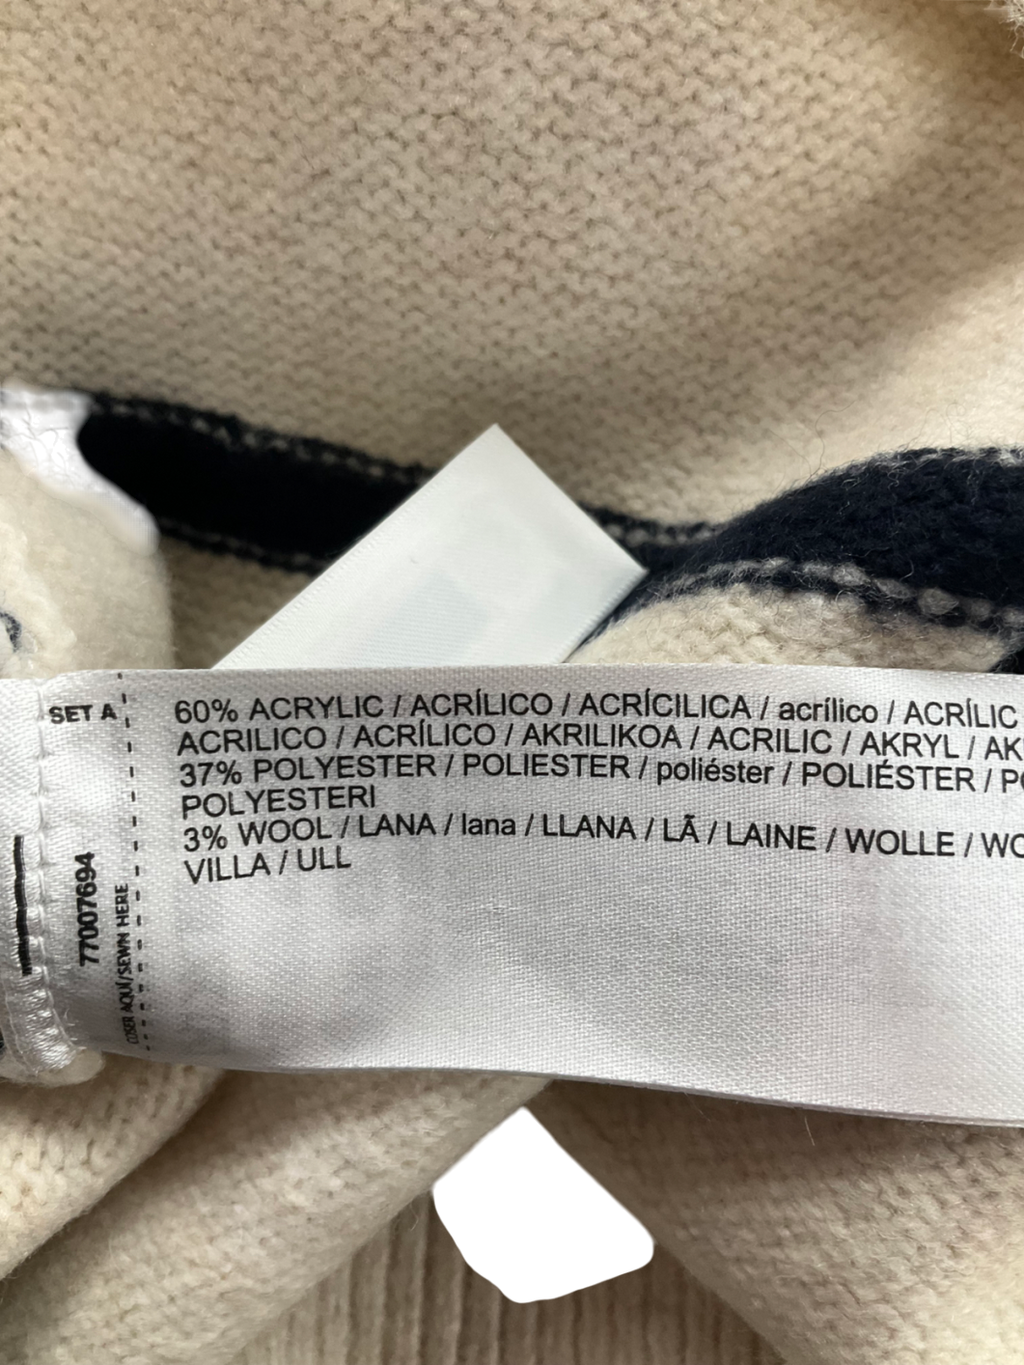 SET A
60% ACRYLIC / ACRÍLICO / ACRÍCILICA / acrílico / ACRÍLIC
ACRILICO / ACRÍLICO / AKRILIKOA / ACRILIC / AKRYL /
37% POLYESTER / POLIESTER / poliéster / POLIÉSTER /
POLYESTERI
3% WOOL / LANA / lana / LLANA / LÃ / LAINE / WOLLE /
VILLA / ULL
77007694
COSER AQUÍ/SEWN HERE